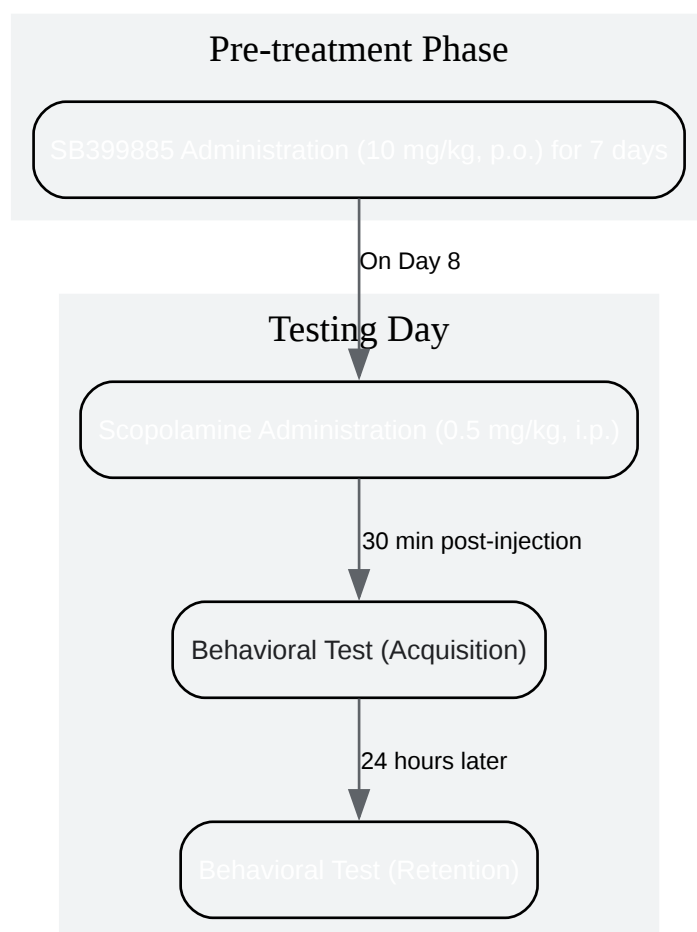 Pre-treatment Phase
SB399885 Administration (10 mg/kg, p.o.) for 7 days
On Day 8
Testing Day
Scopolamine Administration (0.5 mg/kg, i.p.)
30 min post-injection
Behavioral Test (Acquisition)
24 hours later
Behavioral Test (Retention)